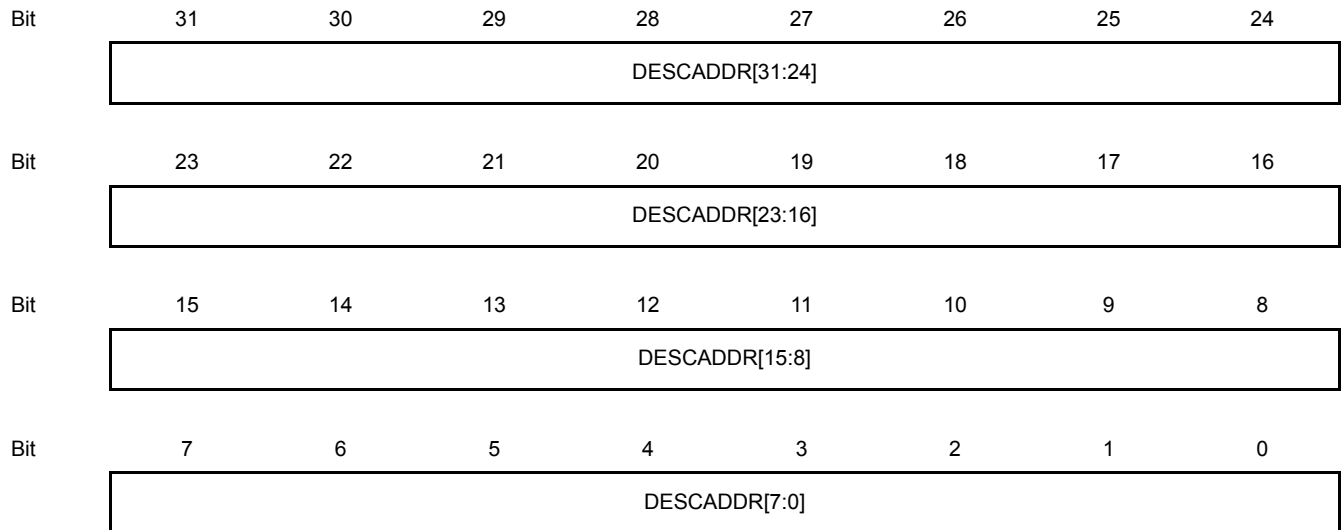 Bit 31 30 29 28 27 26 25 24
DESCADDR[31:24]
Bit 23 22 21 20 19 18 17 16
DESCADDR[23:16]
Bit 15 14 13 12 11 10 9 8
DESCADDR[15:8]
Bit 7 6 5 4 3 2 1 0
DESCADDR[7:0]